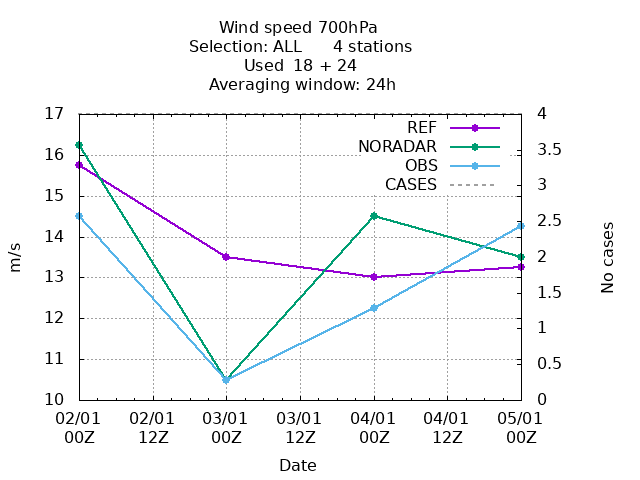 Wind speed 700hPa
Selection: ALL      4 stations
Used  18 + 24
Averaging window: 24h
17
16
15
14
13
12
11
10
m/s
4
3.5
3
2.5
2
1.5
1
0.5
0
No cases
REF
NORADAR
OBS
CASES
02/01 02/01 03/01 03/01 04/01 04/01 05/01
00Z 12Z 00Z 12Z 00Z 12Z 00Z
Date